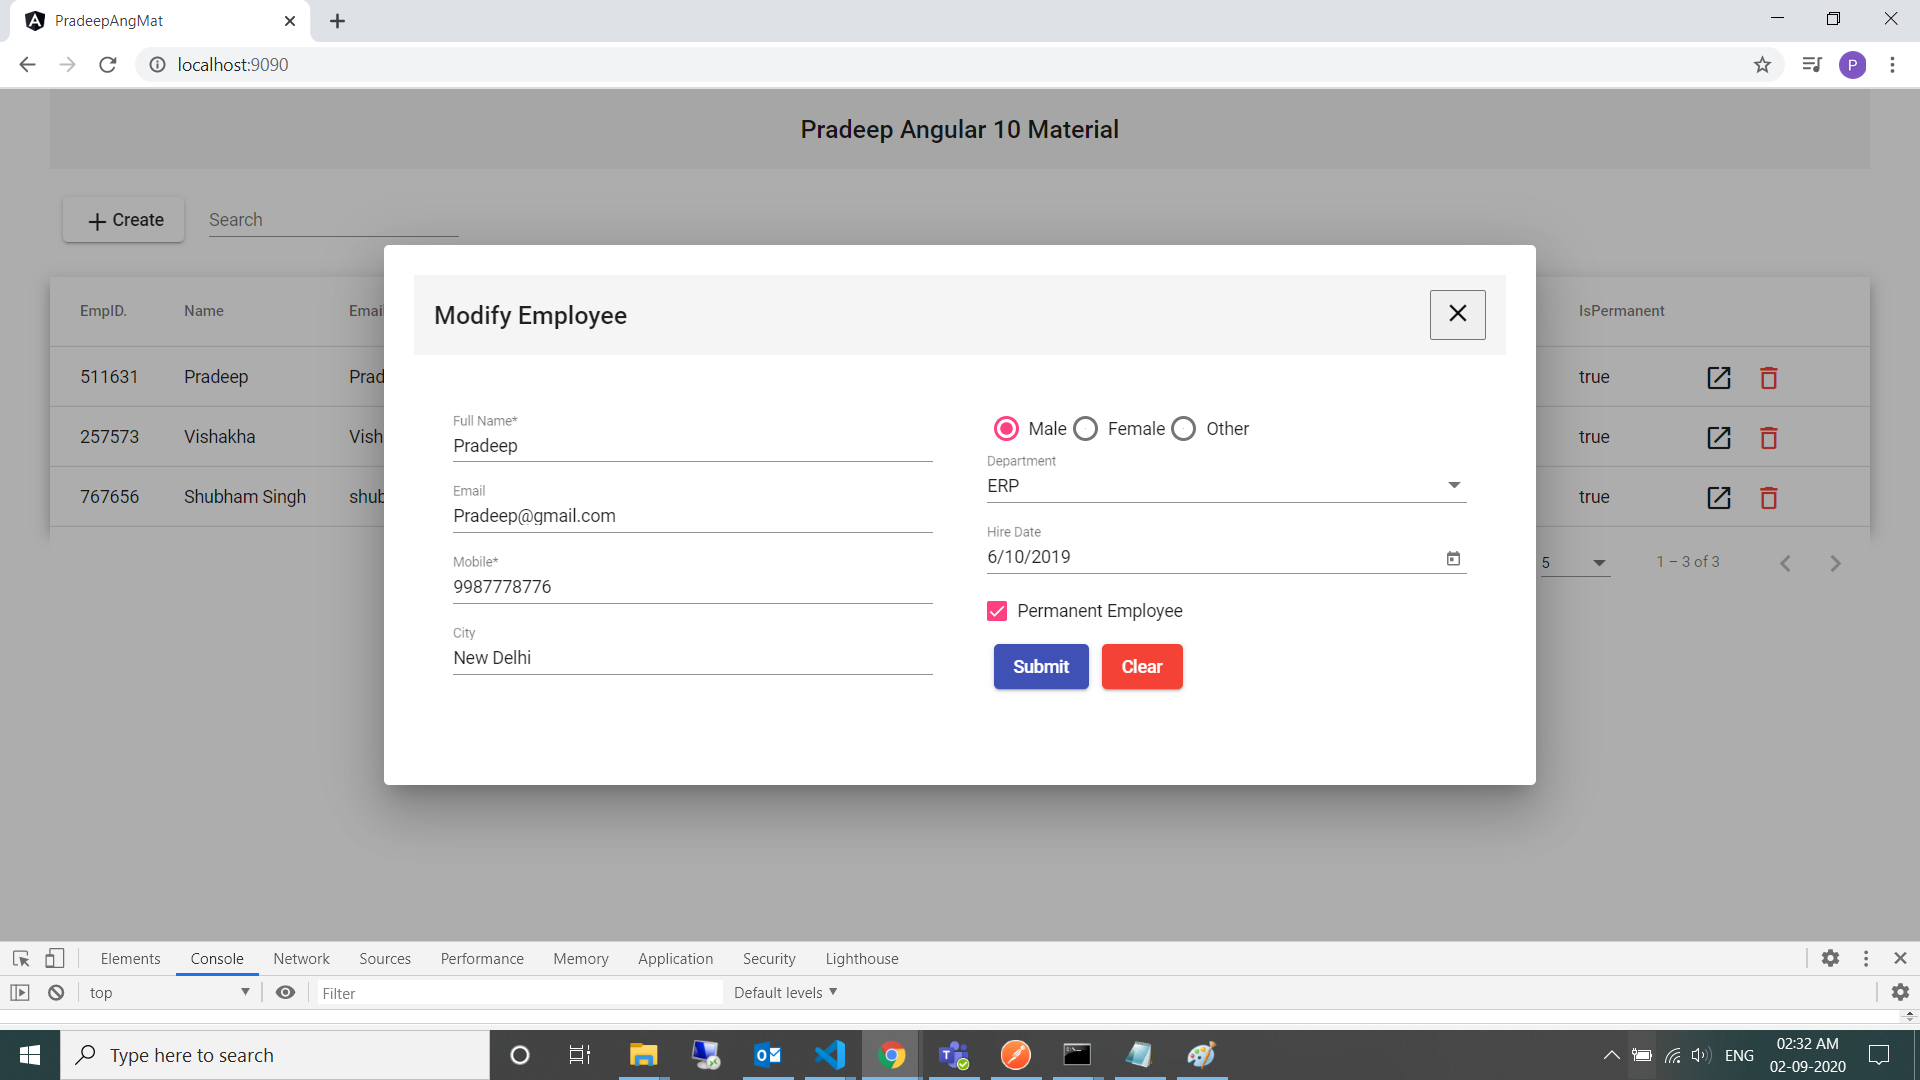 PradeepAngMat
localhost:9090
P
Pradeep Angular 10 Material
Create
Search
EmpID. Name Email IsPermanent
511631 Pradeep Prad true
257573 Vishakha Vish true
767656 Shubham Singh shub true
5 1 – 3 of 3
Modify Employee
Full Name*
Pradeep
Email
Pradeep@gmail.com
Mobile*
9987778776
City
New Delhi
Male Female Other
Department
ERP
Hire Date
6/10/2019
Permanent Employee
Submit Clear
Elements Console Network Sources Performance Memory Application Security Lighthouse
top Filter Default levels
Type here to search
ENG
02:32 AM
02-09-2020